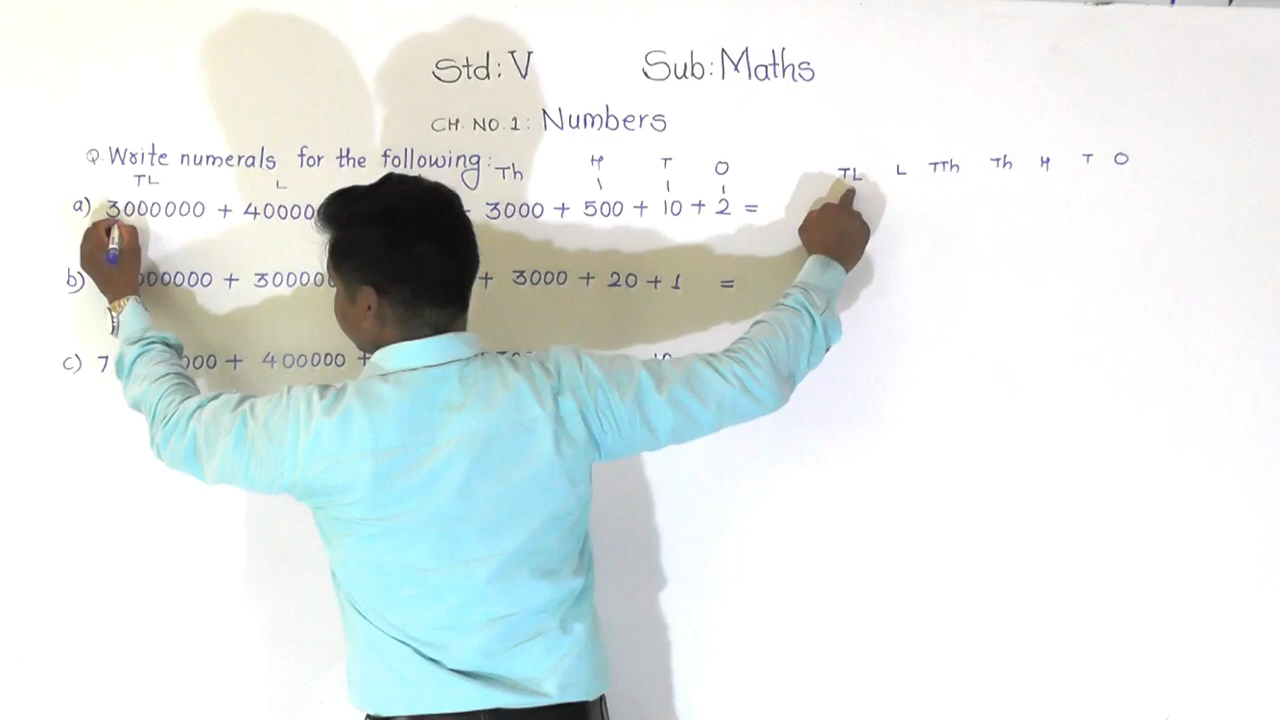 Std: V Sub: Maths
CH. NO. 1: Numbers
Q. Write numerals for the following:
TL L Th H T O TL L TTh Th H T O
a) 3000000 + 40000 3000 + 500 + 10 + 2 =
b) 000000 + 30000 + 3000 + 20 + 1 =
c) 7 000 + 400000 +